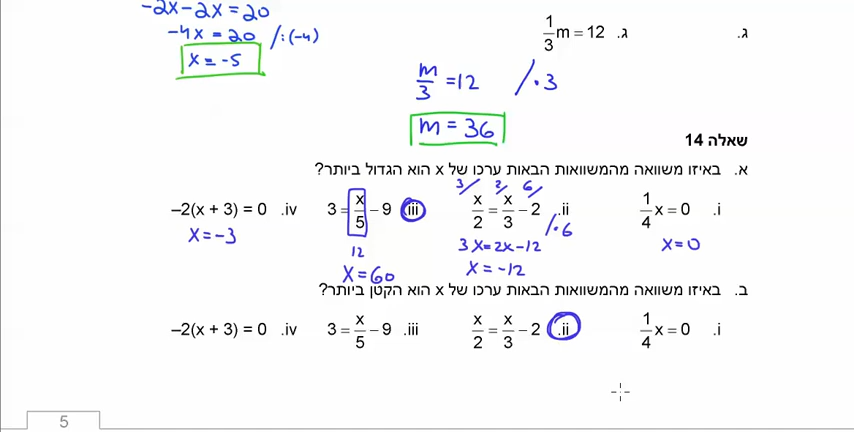 -2x-2x=20
-4x=20 /:(-4)
x=-5
ג.
ג. 1/3 m = 12
m/3 = 12 /·3
m = 36
שאלה 14
א. באיזו משוואה מהמשוואות הבאות ערכו של x הוא הגדול ביותר?
3/ 2/ 6/
i. 1/4 x = 0 ii. x/2 = x/3 − 2 iii. 3 = x/5 − 9 iv. −2(x + 3) = 0
/·6
x=0 3x=2x-12 12 x=-3
x=-12 x=60
ב. באיזו משוואה מהמשוואות הבאות ערכו של x הוא הקטן ביותר?
i. 1/4 x = 0 ii. x/2 = x/3 − 2 iii. 3 = x/5 − 9 iv. −2(x + 3) = 0
5